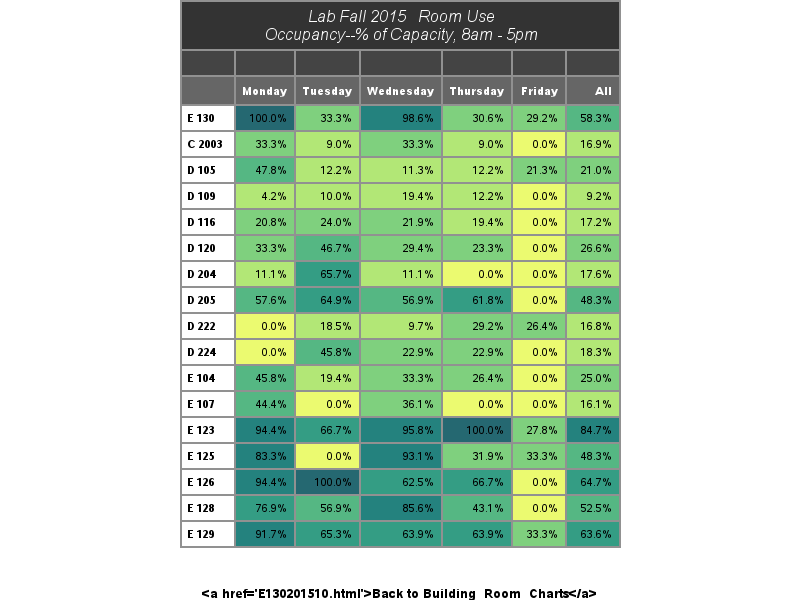 Lab Fall 2015 Room Use
Occupancy--% of Capacity, 8am - 5pm
Monday Tuesday Wednesday Thursday Friday All
E 130 100.0% 33.3% 98.6% 30.6% 29.2% 58.3%
C 2003 33.3% 9.0% 33.3% 9.0% 0.0% 16.9%
D 105 47.8% 12.2% 11.3% 12.2% 21.3% 21.0%
D 109 4.2% 10.0% 19.4% 12.2% 0.0% 9.2%
D 116 20.8% 24.0% 21.9% 19.4% 0.0% 17.2%
D 120 33.3% 46.7% 29.4% 23.3% 0.0% 26.6%
D 204 11.1% 65.7% 11.1% 0.0% 0.0% 17.6%
D 205 57.6% 64.9% 56.9% 61.8% 0.0% 48.3%
D 222 0.0% 18.5% 9.7% 29.2% 26.4% 16.8%
D 224 0.0% 45.8% 22.9% 22.9% 0.0% 18.3%
E 104 45.8% 19.4% 33.3% 26.4% 0.0% 25.0%
E 107 44.4% 0.0% 36.1% 0.0% 0.0% 16.1%
E 123 94.4% 66.7% 95.8% 100.0% 27.8% 84.7%
E 125 83.3% 0.0% 93.1% 31.9% 33.3% 48.3%
E 126 94.4% 100.0% 62.5% 66.7% 0.0% 64.7%
E 128 76.9% 56.9% 85.6% 43.1% 0.0% 52.5%
E 129 91.7% 65.3% 63.9% 63.9% 33.3% 63.6%
<a href='E130201510.html'>Back to Building_Room_Charts</a>